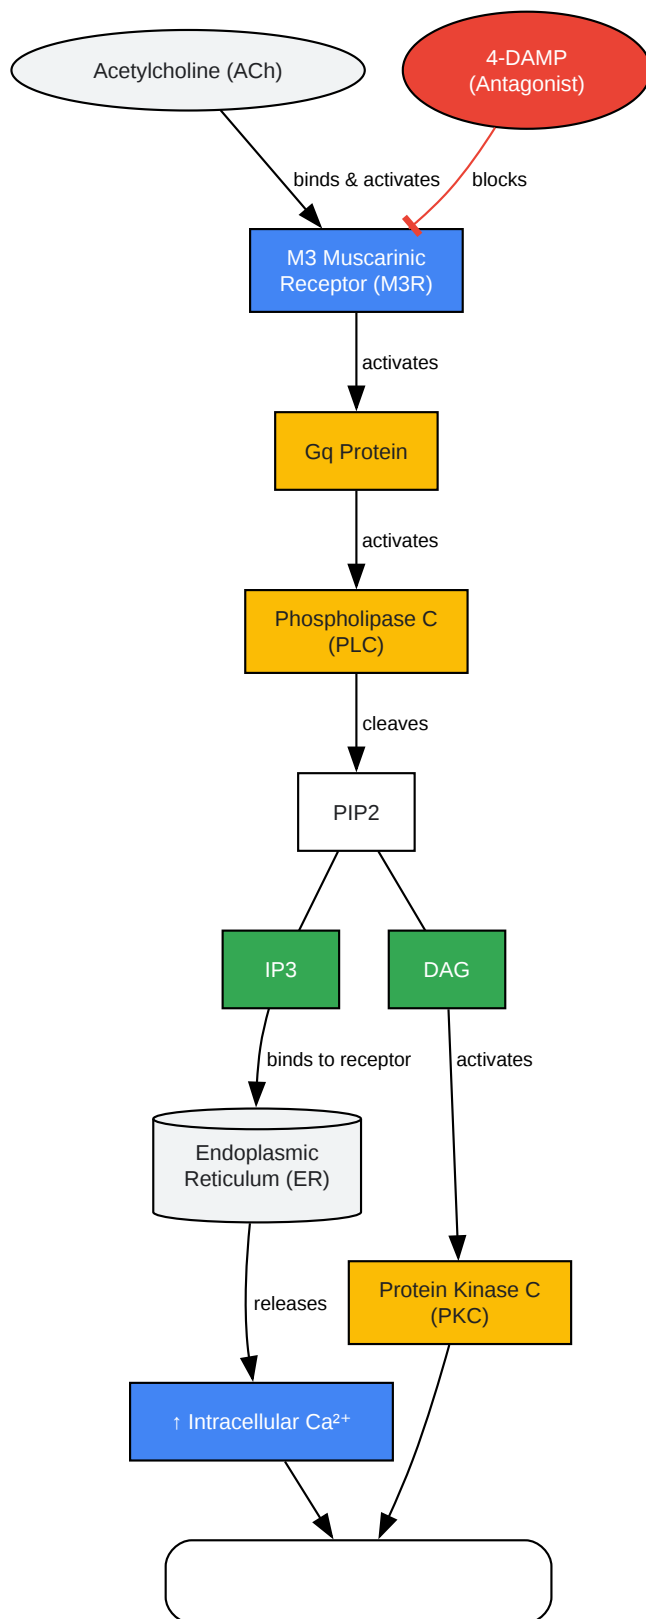 Acetylcholine (ACh)
4-DAMP
(Antagonist)
binds & activates
blocks
M3 Muscarinic
Receptor (M3R)
activates
Gq Protein
activates
Phospholipase C
(PLC)
cleaves
PIP2
IP3
DAG
binds to receptor
activates
Endoplasmic
Reticulum (ER)
releases
Protein Kinase C
(PKC)
↑ Intracellular Ca²⁺